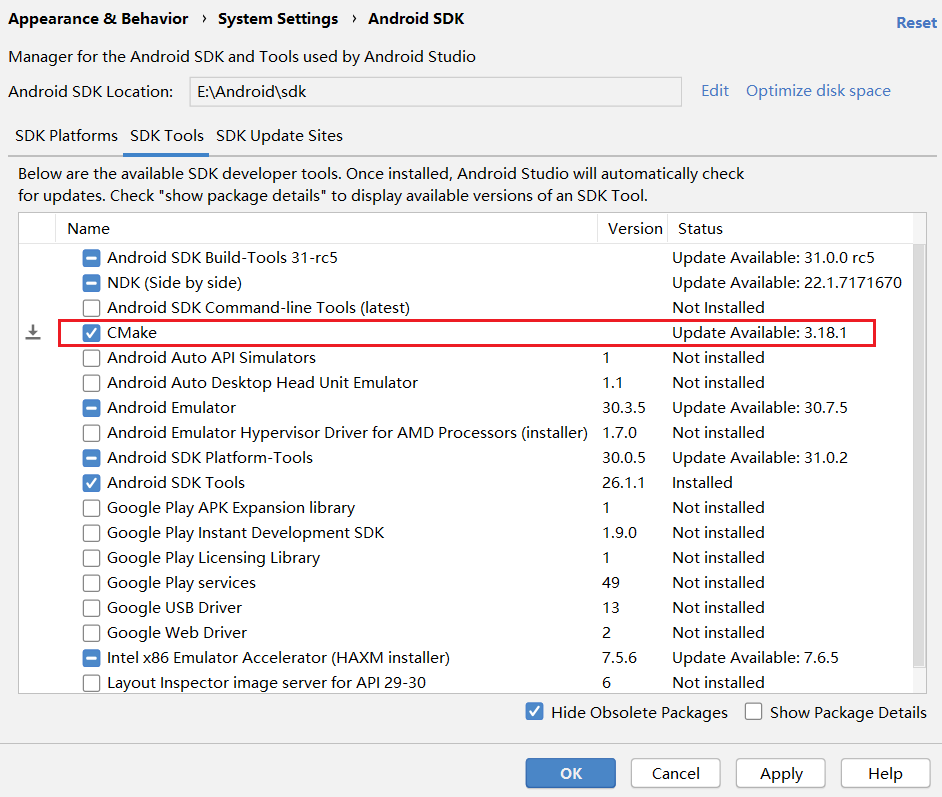 Appearance & Behavior › System Settings › Android SDK
Reset
Manager for the Android SDK and Tools used by Android Studio
Android SDK Location: E:\Android\sdk Edit Optimize disk space
SDK Platforms SDK Tools SDK Update Sites
Below are the available SDK developer tools. Once installed, Android Studio will automatically check
for updates. Check "show package details" to display available versions of an SDK Tool.
Name Version Status
Android SDK Build-Tools 31-rc5 Update Available: 31.0.0 rc5
NDK (Side by side) Update Available: 22.1.7171670
Android SDK Command-line Tools (latest) Not Installed
CMake Update Available: 3.18.1
Android Auto API Simulators 1 Not installed
Android Auto Desktop Head Unit Emulator 1.1 Not installed
Android Emulator 30.3.5 Update Available: 30.7.5
Android Emulator Hypervisor Driver for AMD Processors (installer) 1.7.0 Not installed
Android SDK Platform-Tools 30.0.5 Update Available: 31.0.2
Android SDK Tools 26.1.1 Installed
Google Play APK Expansion library 1 Not installed
Google Play Instant Development SDK 1.9.0 Not installed
Google Play Licensing Library 1 Not installed
Google Play services 49 Not installed
Google USB Driver 13 Not installed
Google Web Driver 2 Not installed
Intel x86 Emulator Accelerator (HAXM installer) 7.5.6 Update Available: 7.6.5
Layout Inspector image server for API 29-30 6 Not installed
Hide Obsolete Packages Show Package Details
OK Cancel Apply Help